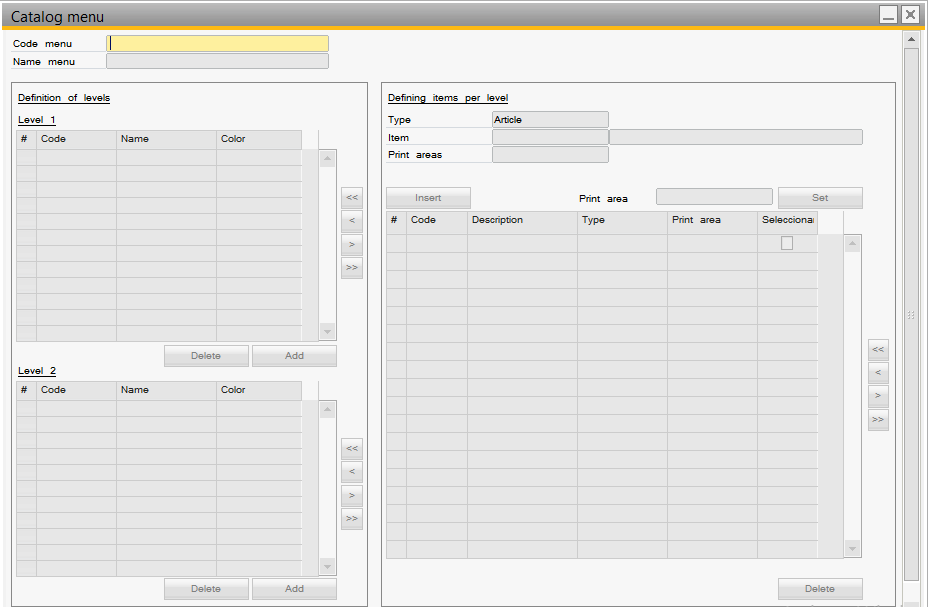 Catalog menu
Code menu
Name menu
Definition of levels
Level 1
# Code Name Color
<<
<
>
>>
Delete Add
Level 2
# Code Name Color
<<
<
>
>>
Delete Add
Defining items per level
Type Article
Item
Print areas
Insert Print area Set
# Code Description Type Print area Seleccionar
<<
<
>
>>
Delete